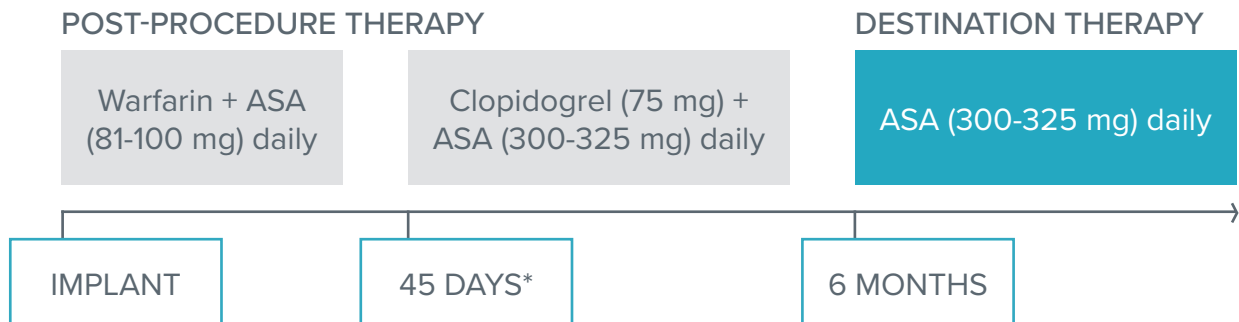 POST-PROCEDURE THERAPY
DESTINATION THERAPY
Warfarin + ASA
(81-100 mg) daily
Clopidogrel (75 mg) +
ASA (300-325 mg) daily
ASA (300-325 mg) daily
IMPLANT
45 DAYS*
6 MONTHS